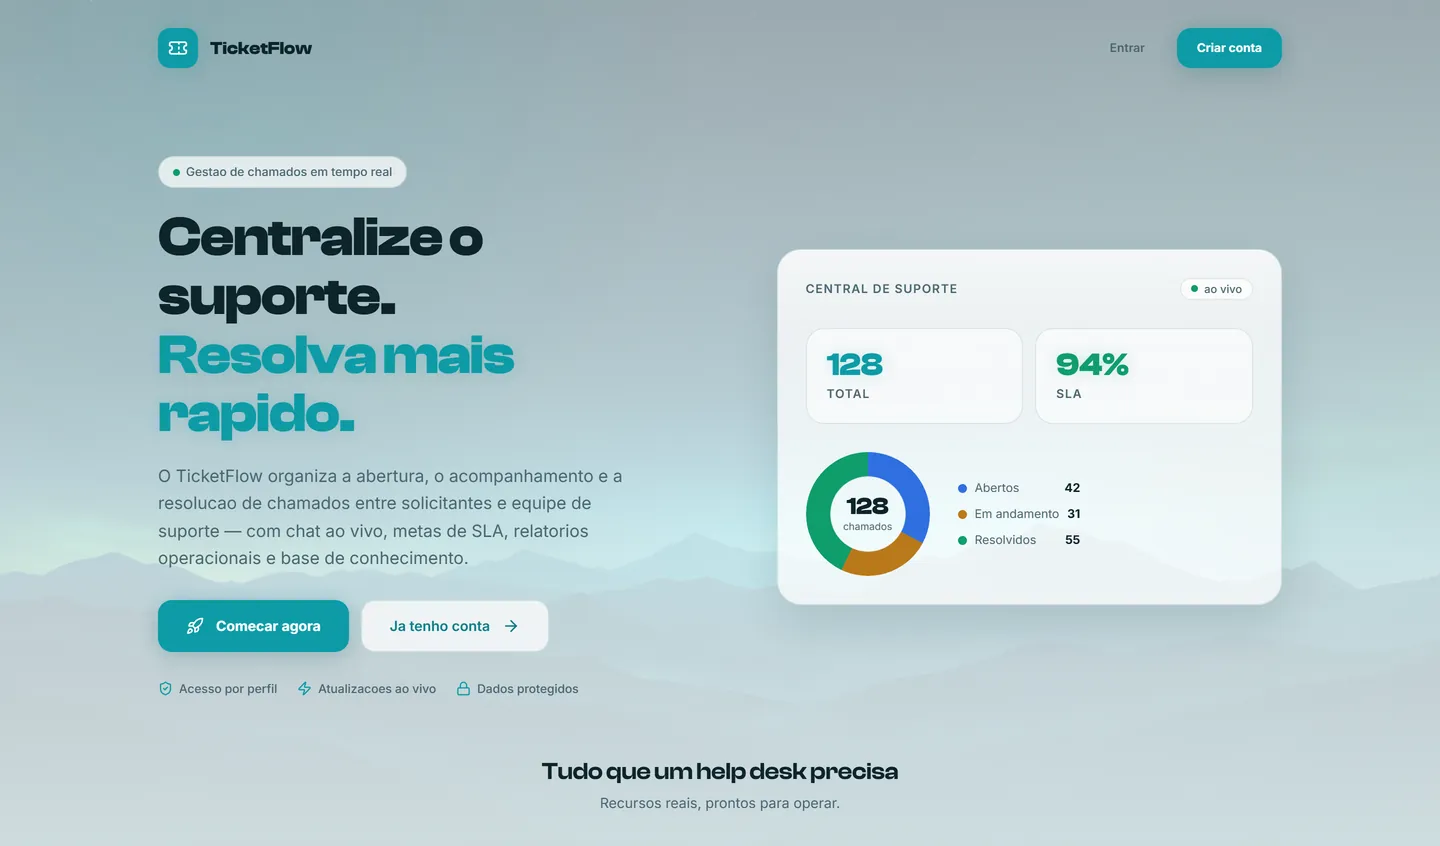 TicketFlow
Entrar
Criar conta
Gestao de chamados em tempo real
Centralize o
suporte.
Resolva mais
rapido.
O TicketFlow organiza a abertura, o acompanhamento e a
resolucao de chamados entre solicitantes e equipe de
suporte — com chat ao vivo, metas de SLA, relatorios
operacionais e base de conhecimento.
Comecar agora
Ja tenho conta
Acesso por perfil
Atualizacoes ao vivo
Dados protegidos
CENTRAL DE SUPORTE
ao vivo
128
TOTAL
94%
SLA
128
chamados
Abertos 42
Em andamento 31
Resolvidos 55
Tudo que um help desk precisa
Recursos reais, prontos para operar.